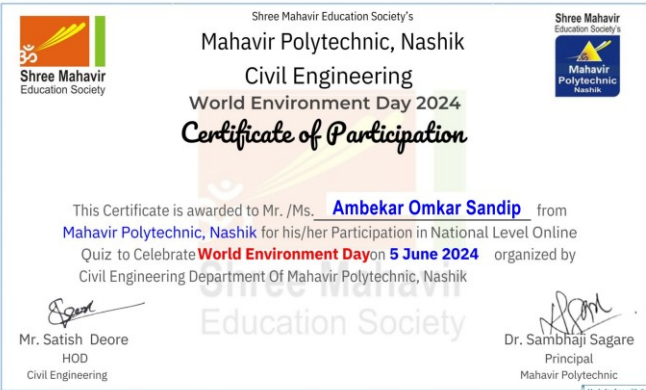 Shree Mahavir Education Society's
Mahavir Polytechnic, Nashik
Civil Engineering
World Environment Day 2024
Certificate of Participation
Shree Mahavir
Education Society
Shree Mahavir
Education Society's
Mahavir
Polytechnic
Nashik
This Certificate is awarded to Mr. /Ms. Ambekar Omkar Sandip from
Mahavir Polytechnic, Nashik for his/her Participation in National Level Online
Quiz to Celebrate World Environment Day on 5 June 2024 organized by
Civil Engineering Department Of Mahavir Polytechnic, Nashik
Shree Mahavir
Education Society
Mr. Satish Deore
HOD
Civil Engineering
Dr. Sambhaji Sagare
Principal
Mahavir Polytechnic